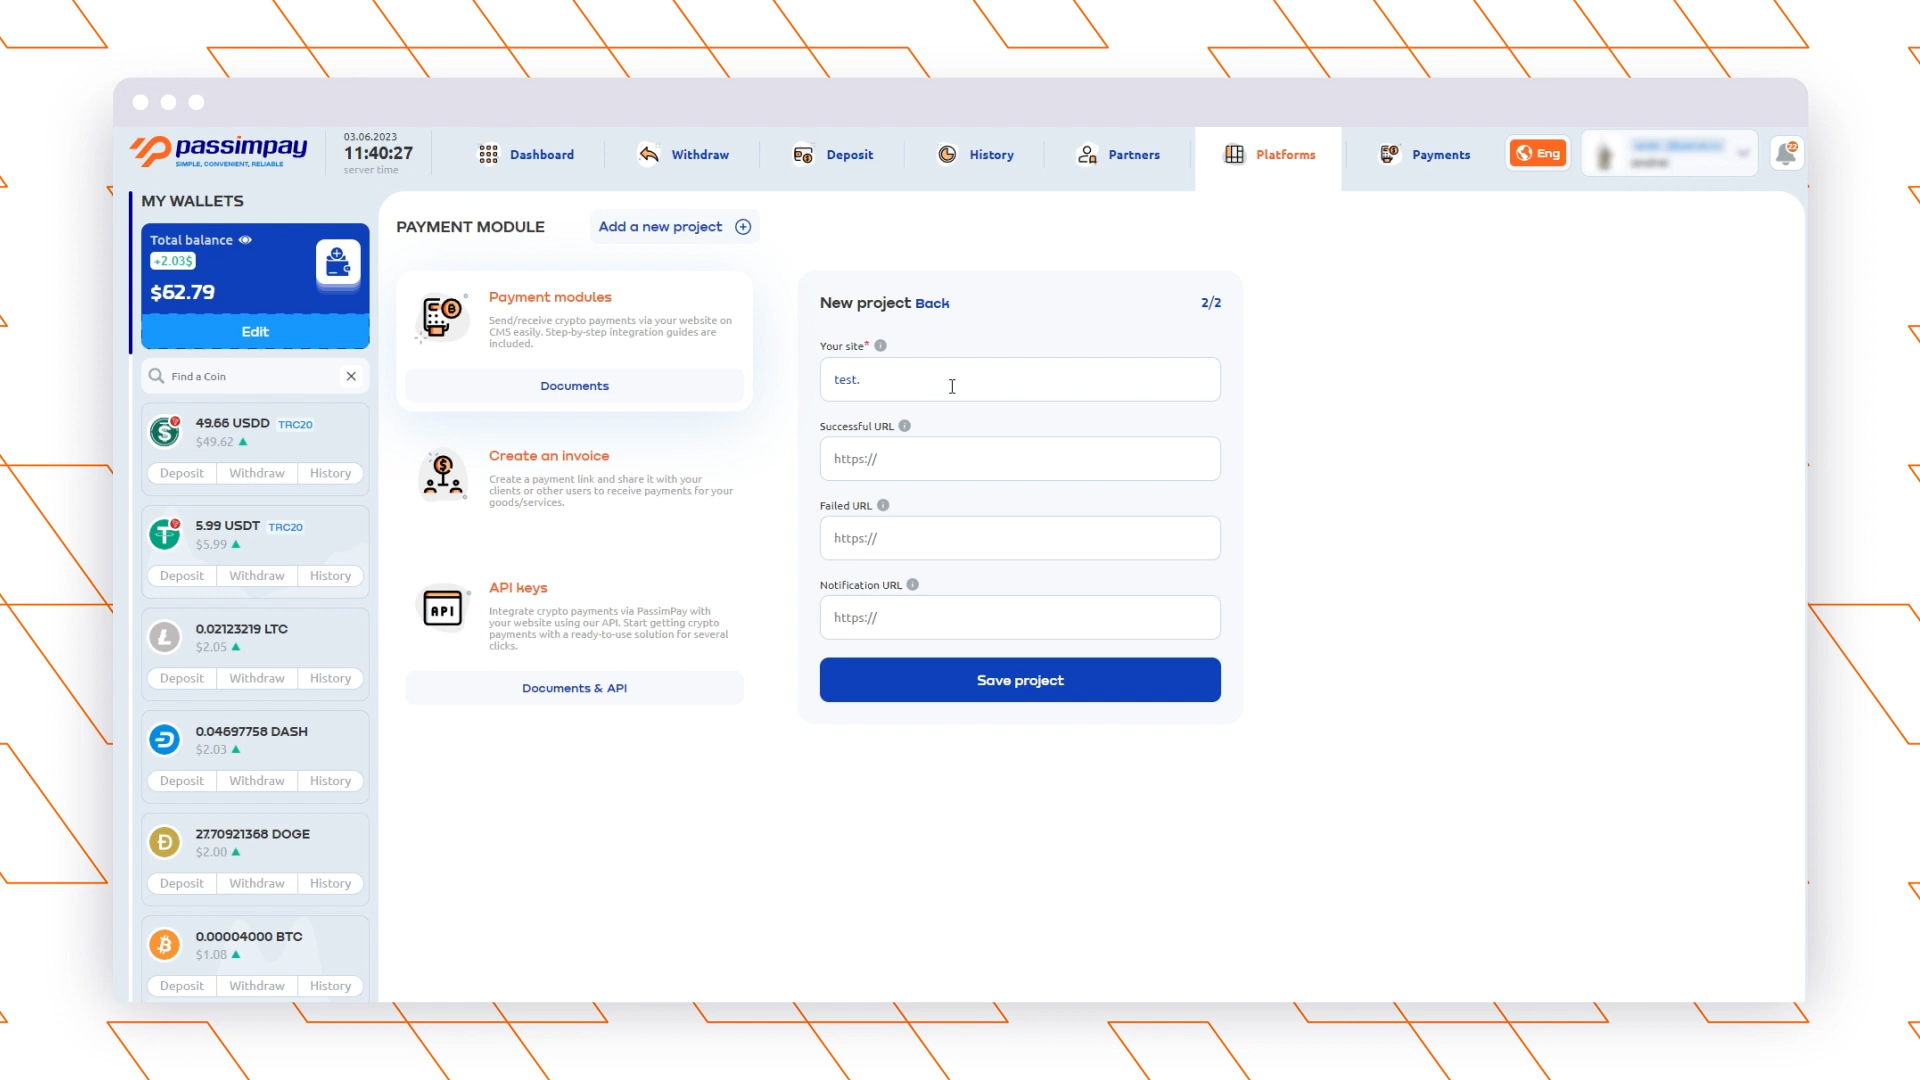 passimpay
SIMPLE, CONVENIENT, RELIABLE
03.06.2023
11:40:27
server time
Dashboard
Withdraw
Deposit
History
Partners
Platforms
Payments
Eng
22
MY WALLETS
Total balance
+2.03$
$62.79
Edit
Find a Coin
49.66 USDD TRC20
$49.62
Deposit Withdraw History
5.99 USDT TRC20
$5.99
Deposit Withdraw History
0.02123219 LTC
$2.05
Deposit Withdraw History
0.04697758 DASH
$2.03
Deposit Withdraw History
27.70921368 DOGE
$2.00
Deposit Withdraw History
0.00004000 BTC
$1.08
Deposit Withdraw History
PAYMENT MODULE
Add a new project
Payment modules
Send/receive crypto payments via your website on
CMS easily. Step-by-step integration guides are
included.
Documents
Create an invoice
Create a payment link and share it with your
clients or other users to receive payments for your
goods/services.
API
API keys
Integrate crypto payments via PassimPay with
your website using our API. Start getting crypto
payments with a ready-to-use solution for several
clicks.
Documents & API
New project Back
2/2
Your site*
test.
Successful URL
https://
Failed URL
https://
Notification URL
https://
Save project